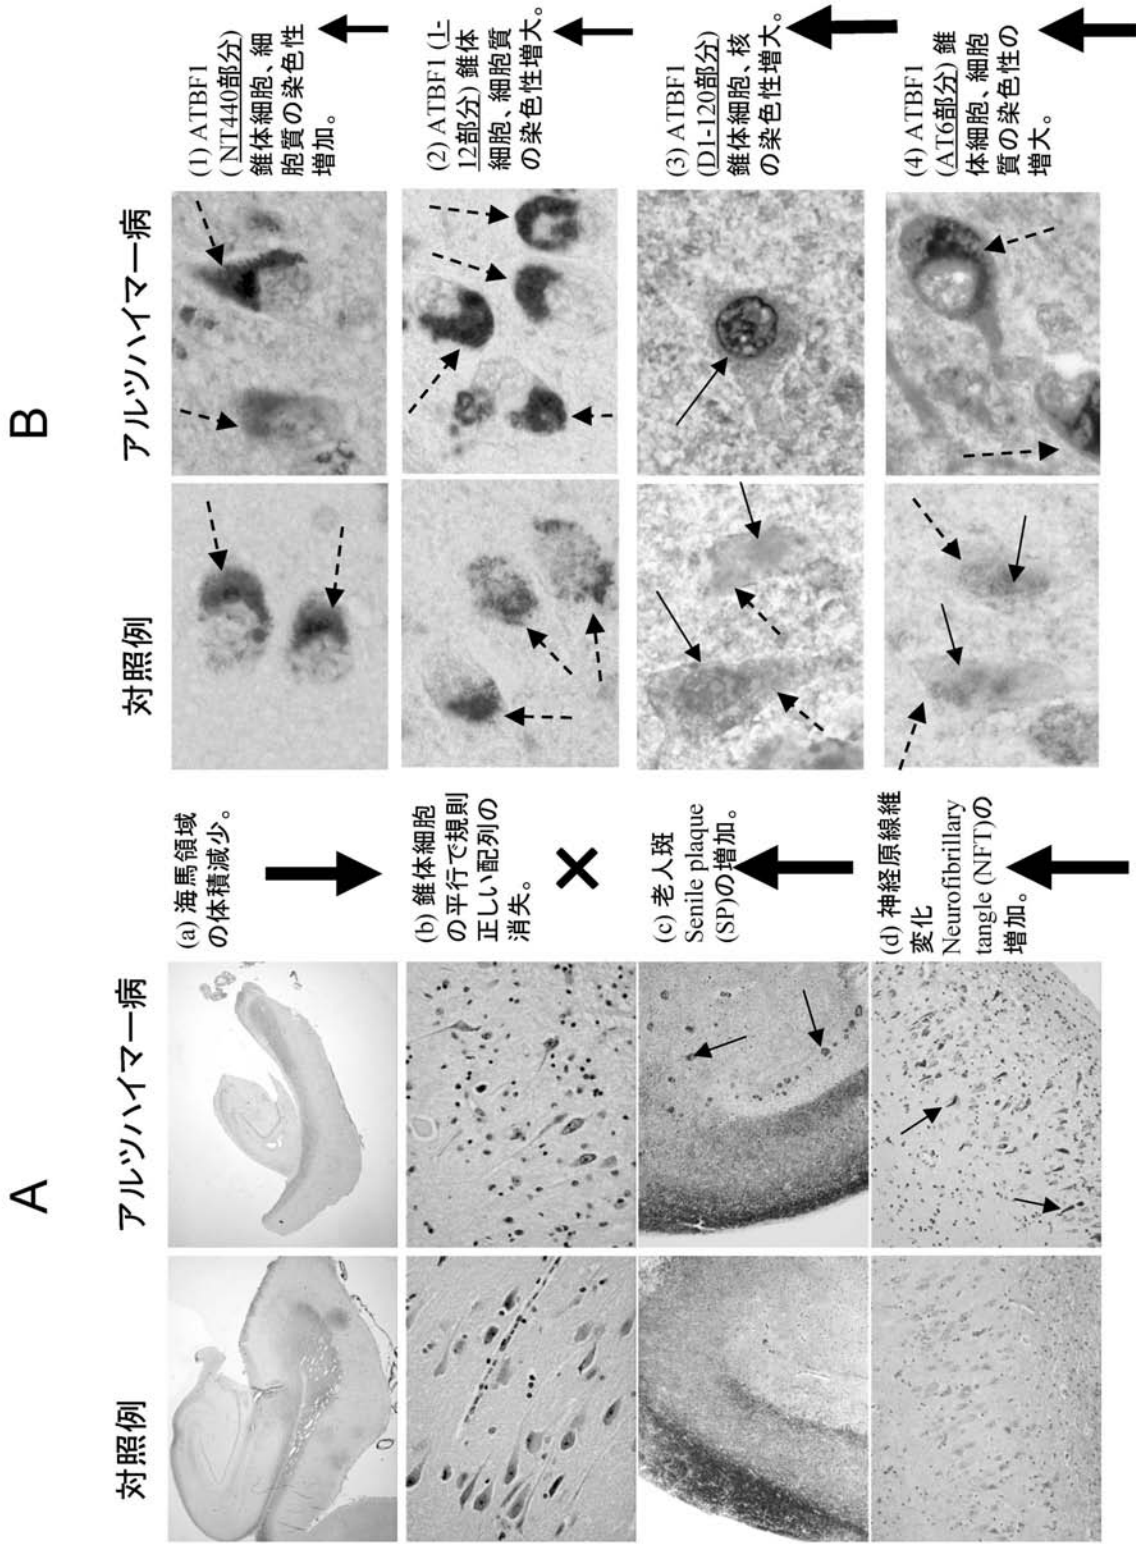 A
対照例
アルツハイマー病
(a) 海馬領域
の体積減少。
(b) 錐体細胞
の平行で規則
正しい配列の
消失。
(c) 老人斑
Senile plaque
(SP)の増加。
(d) 神経原線維
変化
Neurofibrillary
tangle (NFT)の
増加。
B
対照例
アルツハイマー病
(1) ATBF1
(NT440部分)
錐体細胞、細
胞質の染色性
増加。
(2) ATBF1 (1-
12部分) 錐体
細胞、細胞質
の染色性増大。
(3) ATBF1
(D1-120部分)
錐体細胞、核
の染色性増大。
(4) ATBF1
(AT6部分) 錐
体細胞、細胞
質の染色性の
増大。